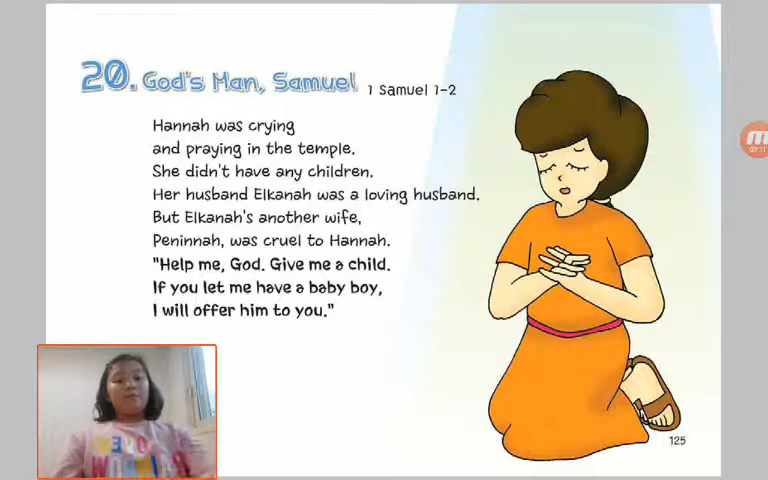 20. God's Man, Samuel 1 Samuel 1-2
Hannah was crying
and praying in the temple.
She didn't have any children.
Her husband Elkanah was a loving husband.
But Elkanah's another wife,
Peninnah, was cruel to Hannah.
"Help me, God. Give me a child.
If you let me have a baby boy,
I will offer him to you."
125
07:11